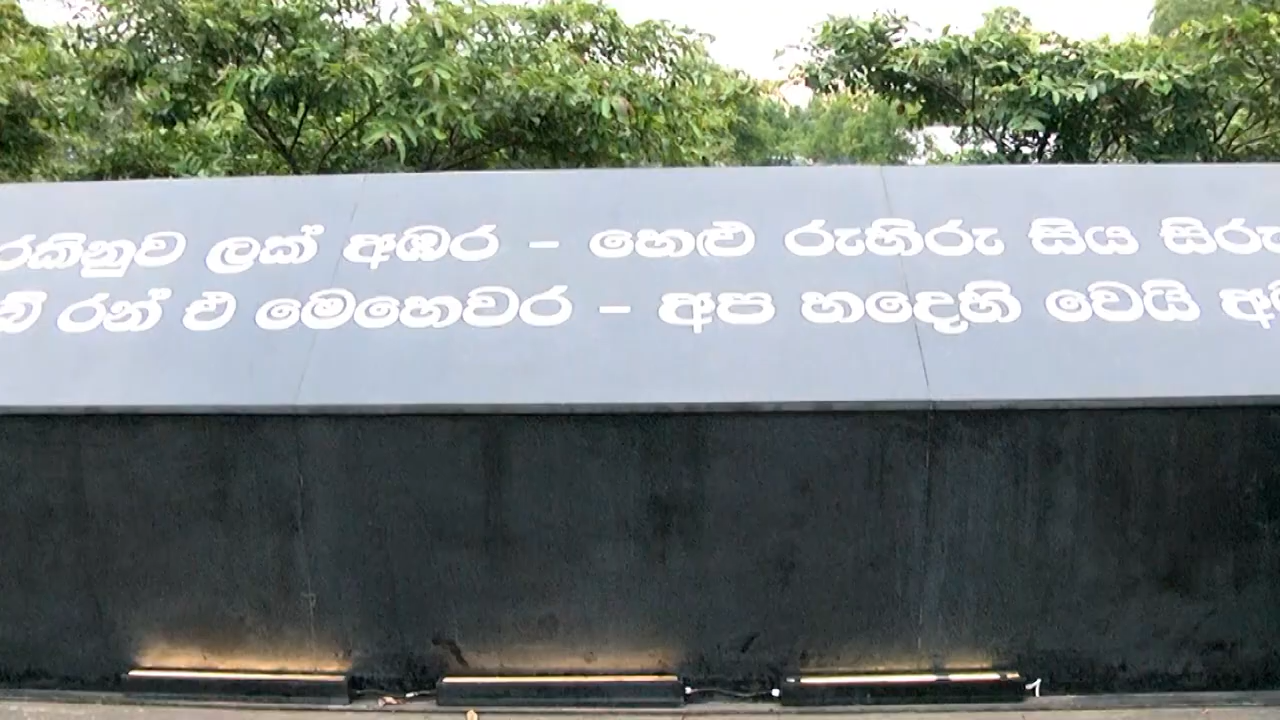 රකිනුව ලක් අඹර – හෙළූ රුහිරු සිය සිරු
රන් ඒ මෙහෙවර – අප හදෙහි වෙයි